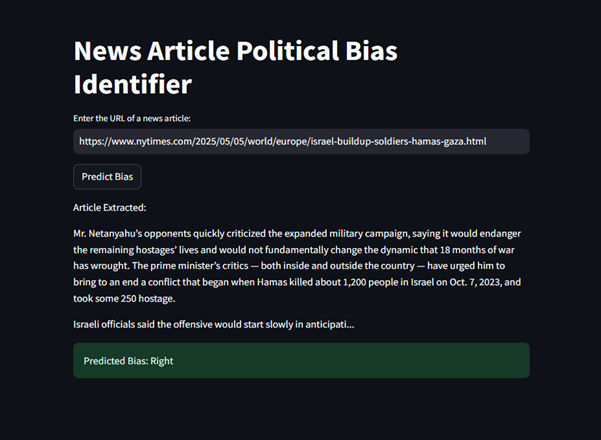 News Article Political Bias
Identifier
Enter the URL of a news article:
https://www.nytimes.com/2025/05/05/world/europe/israel-buildup-soldiers-hamas-gaza.html
Predict Bias
Article Extracted:
Mr. Netanyahu’s opponents quickly criticized the expanded military campaign, saying it would endanger
the remaining hostages’ lives and would not fundamentally change the dynamic that 18 months of war
has wrought. The prime minister’s critics — both inside and outside the country — have urged him to
bring to an end a conflict that began when Hamas killed about 1,200 people in Israel on Oct. 7, 2023, and
took some 250 hostage.
Israeli officials said the offensive would start slowly in anticipati...
Predicted Bias: Right